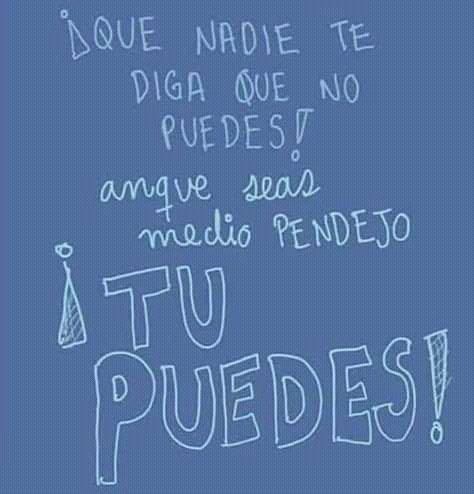 ¡QUE NADIE TE
DIGA QUE NO
PUEDES!
anque seas
medio PENDEJO
¡TU
PUEDES!